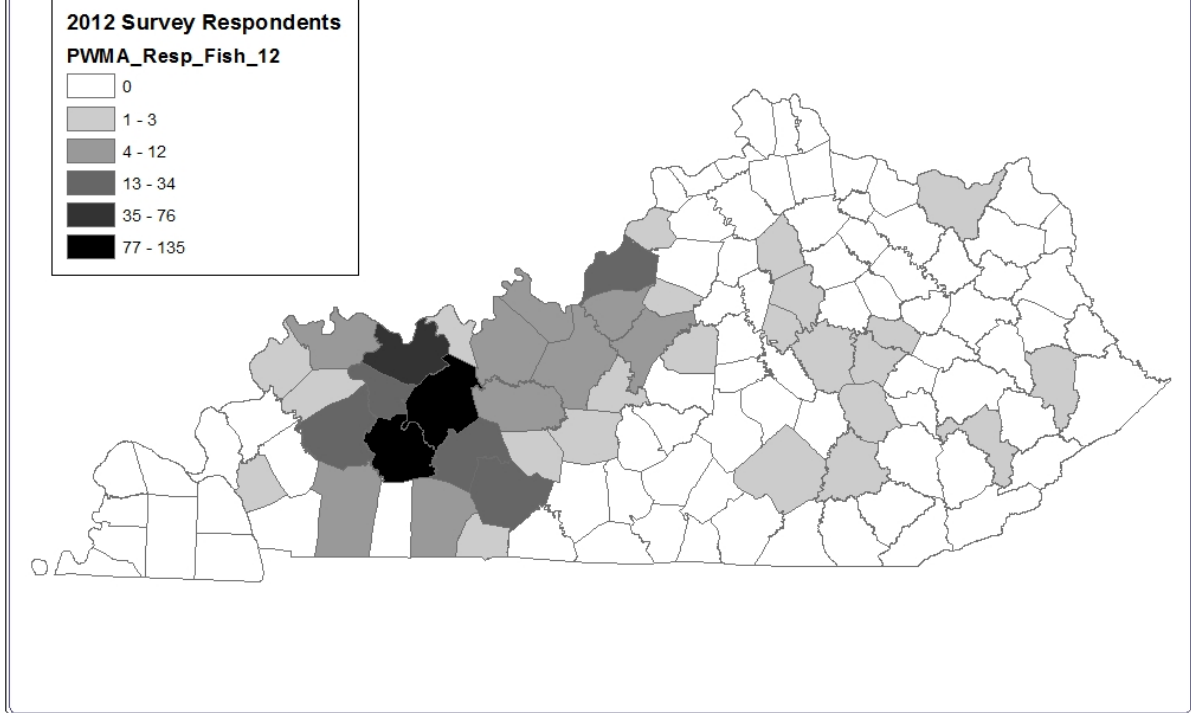 2012 Survey Respondents
PWMA_Resp_Fish_12
0
1 - 3
4 - 12
13 - 34
35 - 76
77 - 135